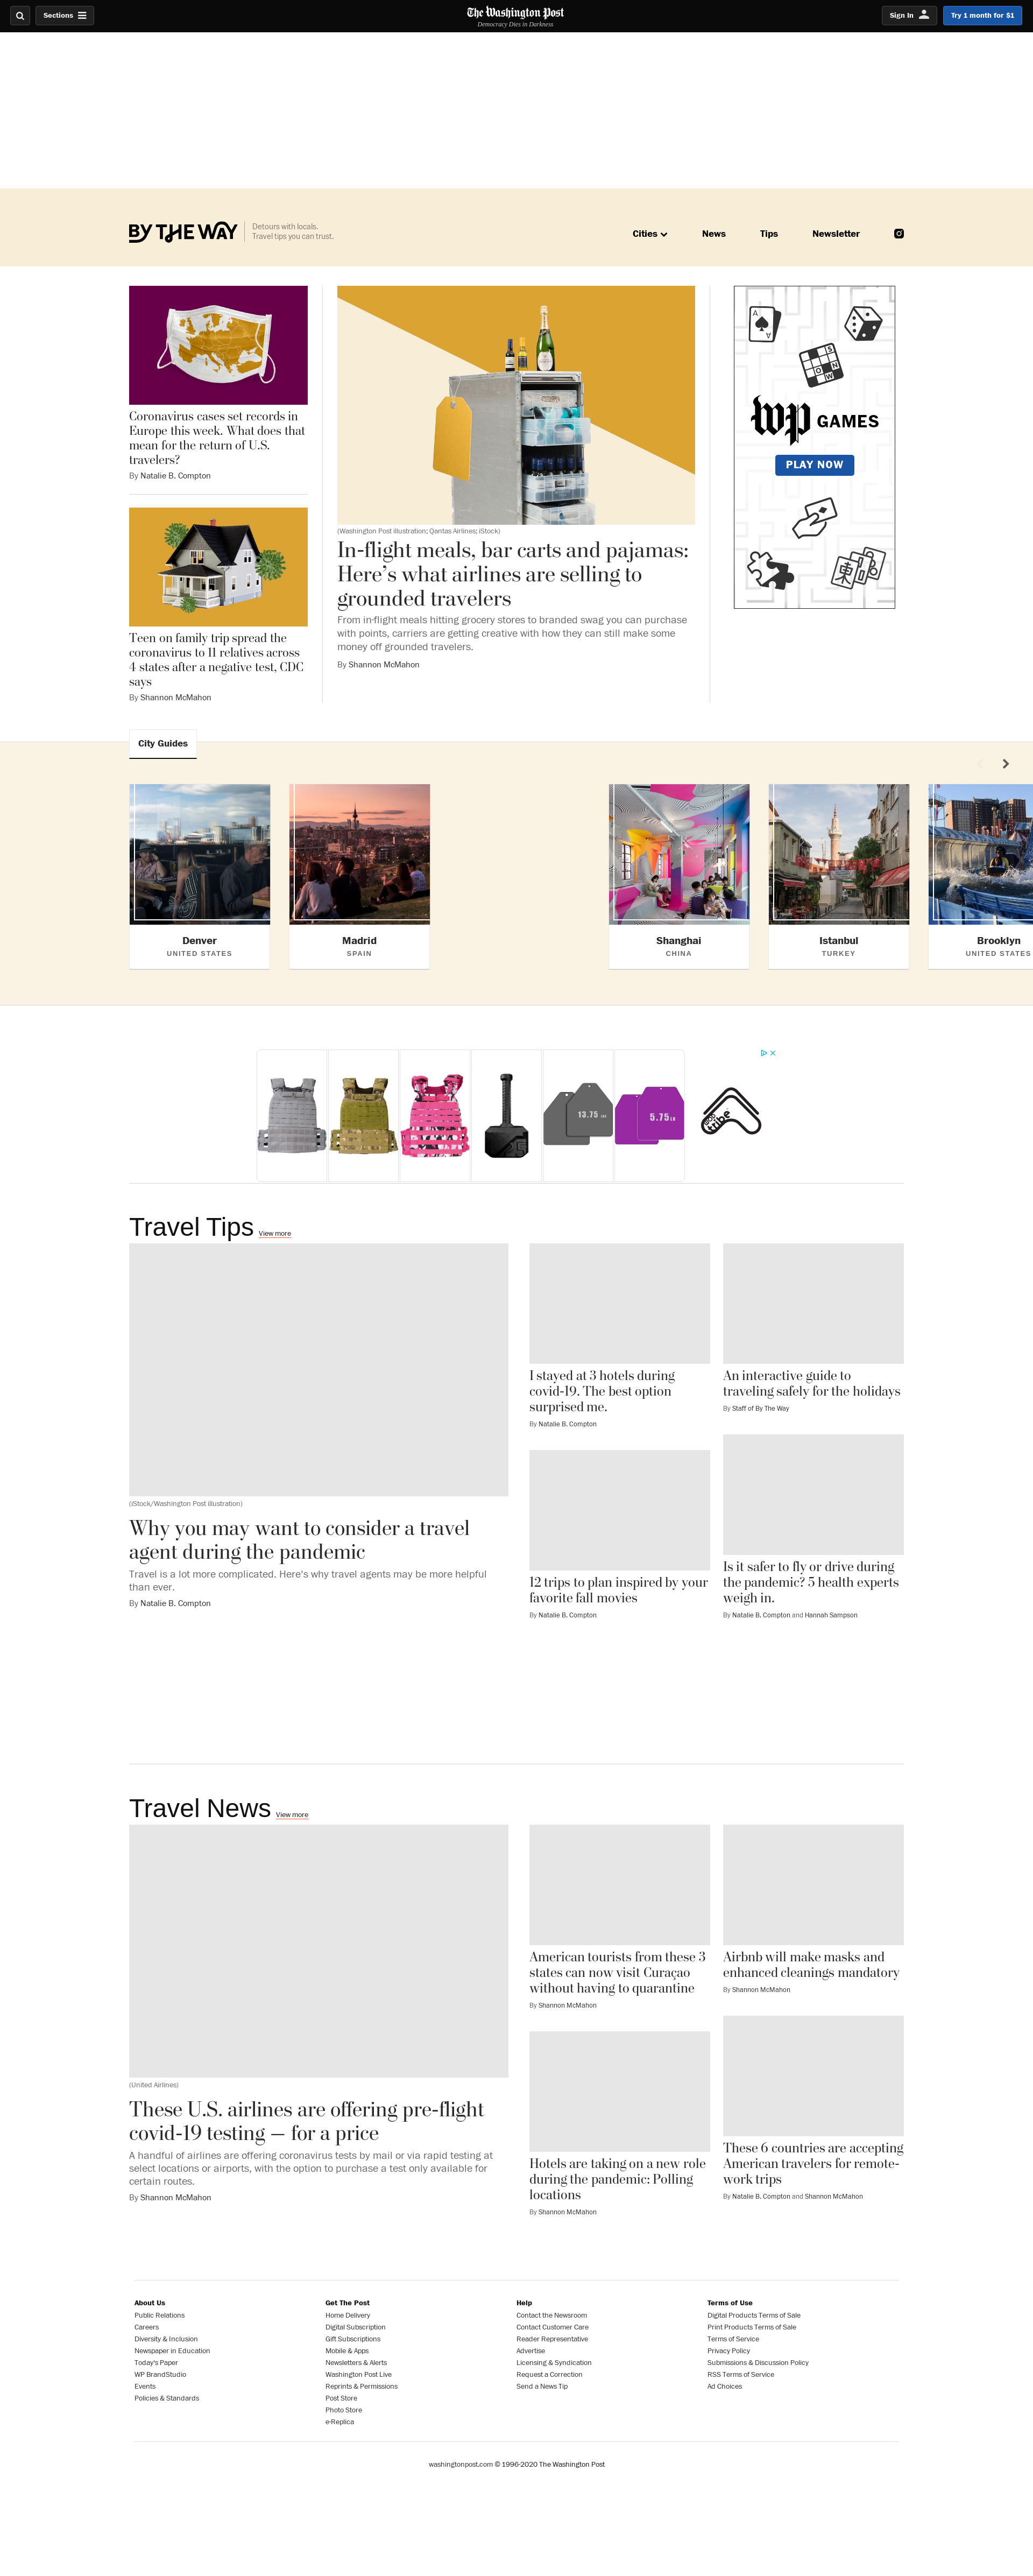 Sections
The Washington Post
Democracy Dies in Darkness
Sign In
Try 1 month for $1
BY THE WAY
Detours with locals.
Travel tips you can trust.
Cities
News
Tips
Newsletter
Coronavirus cases set records in
Europe this week. What does that
mean for the return of U.S.
travelers?
By Natalie B. Compton
Teen on family trip spread the
coronavirus to 11 relatives across
4 states after a negative test, CDC
says
By Shannon McMahon
(Washington Post illustration; Qantas Airlines; iStock)
In-flight meals, bar carts and pajamas:
Here’s what airlines are selling to
grounded travelers
From in-flight meals hitting grocery stores to branded swag you can purchase
with points, carriers are getting creative with how they can still make some
money off grounded travelers.
By Shannon McMahon
wp GAMES
PLAY NOW
City Guides
Denver
UNITED STATES
Madrid
SPAIN
Shanghai
CHINA
Istanbul
TURKEY
Brooklyn
UNITED STATES
13.75
5.75LB
tribe
Travel Tips View more
(iStock/Washington Post illustration)
Why you may want to consider a travel
agent during the pandemic
Travel is a lot more complicated. Here's why travel agents may be more helpful
than ever.
By Natalie B. Compton
I stayed at 3 hotels during
covid-19. The best option
surprised me.
By Natalie B. Compton
12 trips to plan inspired by your
favorite fall movies
By Natalie B. Compton
An interactive guide to
traveling safely for the holidays
By Staff of By The Way
Is it safer to fly or drive during
the pandemic? 5 health experts
weigh in.
By Natalie B. Compton and Hannah Sampson
Travel News View more
(United Airlines)
These U.S. airlines are offering pre-flight
covid-19 testing — for a price
A handful of airlines are offering coronavirus tests by mail or via rapid testing at
select locations or airports, with the option to purchase a test only available for
certain routes.
By Shannon McMahon
American tourists from these 3
states can now visit Curaçao
without having to quarantine
By Shannon McMahon
Hotels are taking on a new role
during the pandemic: Polling
locations
By Shannon McMahon
Airbnb will make masks and
enhanced cleanings mandatory
By Shannon McMahon
These 6 countries are accepting
American travelers for remote-
work trips
By Natalie B. Compton and Shannon McMahon
About Us
Public Relations
Careers
Diversity & Inclusion
Newspaper in Education
Today's Paper
WP BrandStudio
Events
Policies & Standards
Get The Post
Home Delivery
Digital Subscription
Gift Subscriptions
Mobile & Apps
Newsletters & Alerts
Washington Post Live
Reprints & Permissions
Post Store
Photo Store
e-Replica
Help
Contact the Newsroom
Contact Customer Care
Reader Representative
Advertise
Licensing & Syndication
Request a Correction
Send a News Tip
Terms of Use
Digital Products Terms of Sale
Print Products Terms of Sale
Terms of Service
Privacy Policy
Submissions & Discussion Policy
RSS Terms of Service
Ad Choices
washingtonpost.com © 1996-2020 The Washington Post